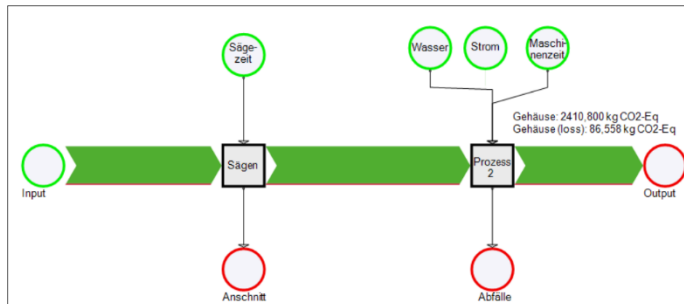 Säge-
zeit
Wasser
Strom
Maschi-
nenzeit
Gehäuse: 2410,800 kg CO2-Eq
Gehäuse (loss): 86,558 kg CO2-Eq
Sägen
Prozess
2
Input
Output
Anschnitt
Abfälle